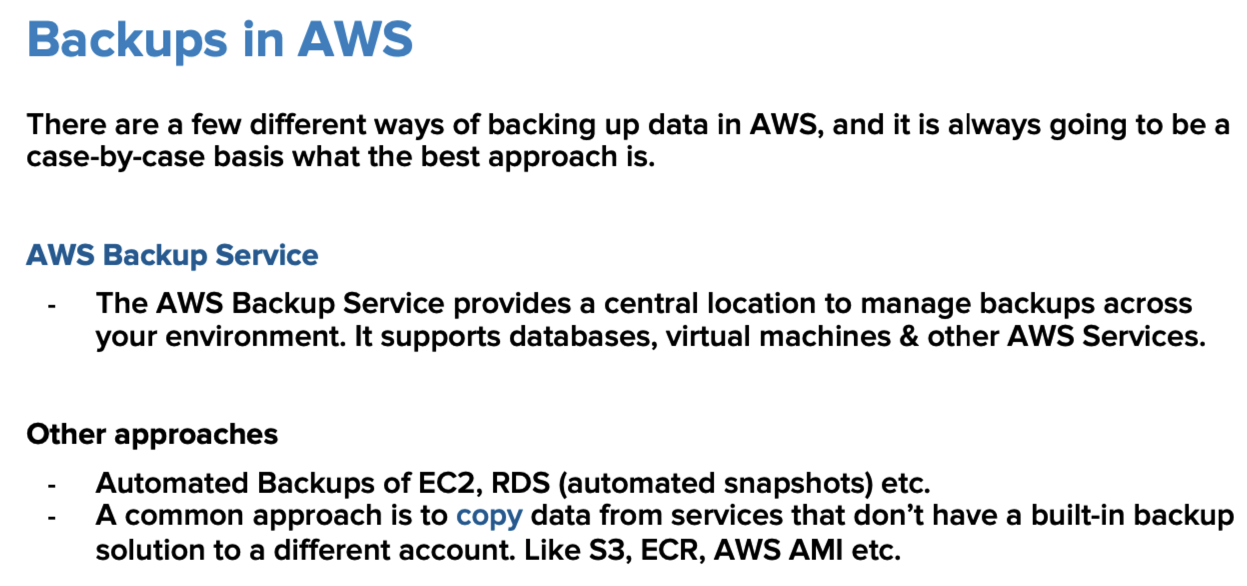 Backups in AWS
There are a few different ways of backing up data in AWS, and it is always going to be a
case-by-case basis what the best approach is.
AWS Backup Service
- The AWS Backup Service provides a central location to manage backups across
your environment. It supports databases, virtual machines & other AWS Services.
Other approaches
- Automated Backups of EC2, RDS (automated snapshots) etc.
- A common approach is to copy data from services that don’t have a built-in backup
solution to a different account. Like S3, ECR, AWS AMI etc.